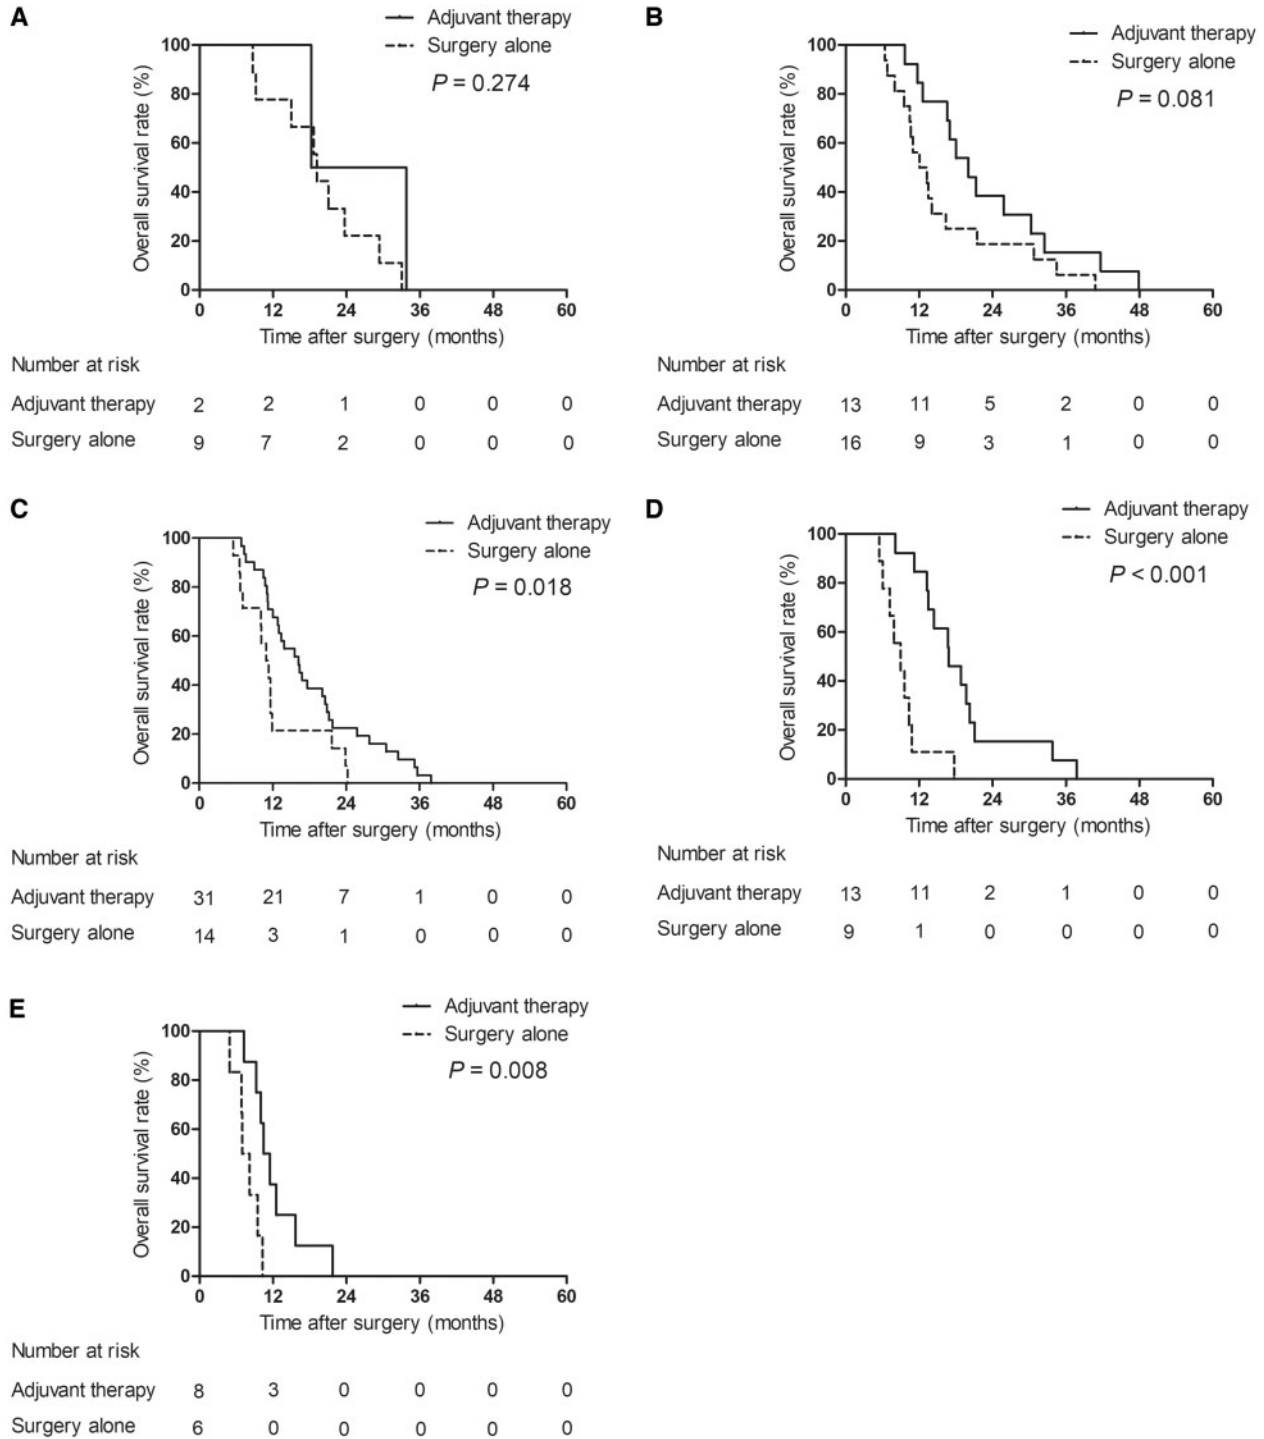 A
Adjuvant therapy
Surgery alone
P = 0.274
Overall survival rate (%)
100
80
60
40
20
0
0 12 24 36 48 60
Time after surgery (months)
Number at risk
Adjuvant therapy 2 2 1 0 0 0
Surgery alone 9 7 2 0 0 0
B
Adjuvant therapy
Surgery alone
P = 0.081
Overall survival rate (%)
100
80
60
40
20
0
0 12 24 36 48 60
Time after surgery (months)
Number at risk
Adjuvant therapy 13 11 5 2 0 0
Surgery alone 16 9 3 1 0 0
C
Adjuvant therapy
Surgery alone
P = 0.018
Overall survival rate (%)
100
80
60
40
20
0
0 12 24 36 48 60
Time after surgery (months)
Number at risk
Adjuvant therapy 31 21 7 1 0 0
Surgery alone 14 3 1 0 0 0
D
Adjuvant therapy
Surgery alone
P < 0.001
Overall survival rate (%)
100
80
60
40
20
0
0 12 24 36 48 60
Time after surgery (months)
Number at risk
Adjuvant therapy 13 11 2 1 0 0
Surgery alone 9 1 0 0 0 0
E
Adjuvant therapy
Surgery alone
P = 0.008
Overall survival rate (%)
100
80
60
40
20
0
0 12 24 36 48 60
Time after surgery (months)
Number at risk
Adjuvant therapy 8 3 0 0 0 0
Surgery alone 6 0 0 0 0 0